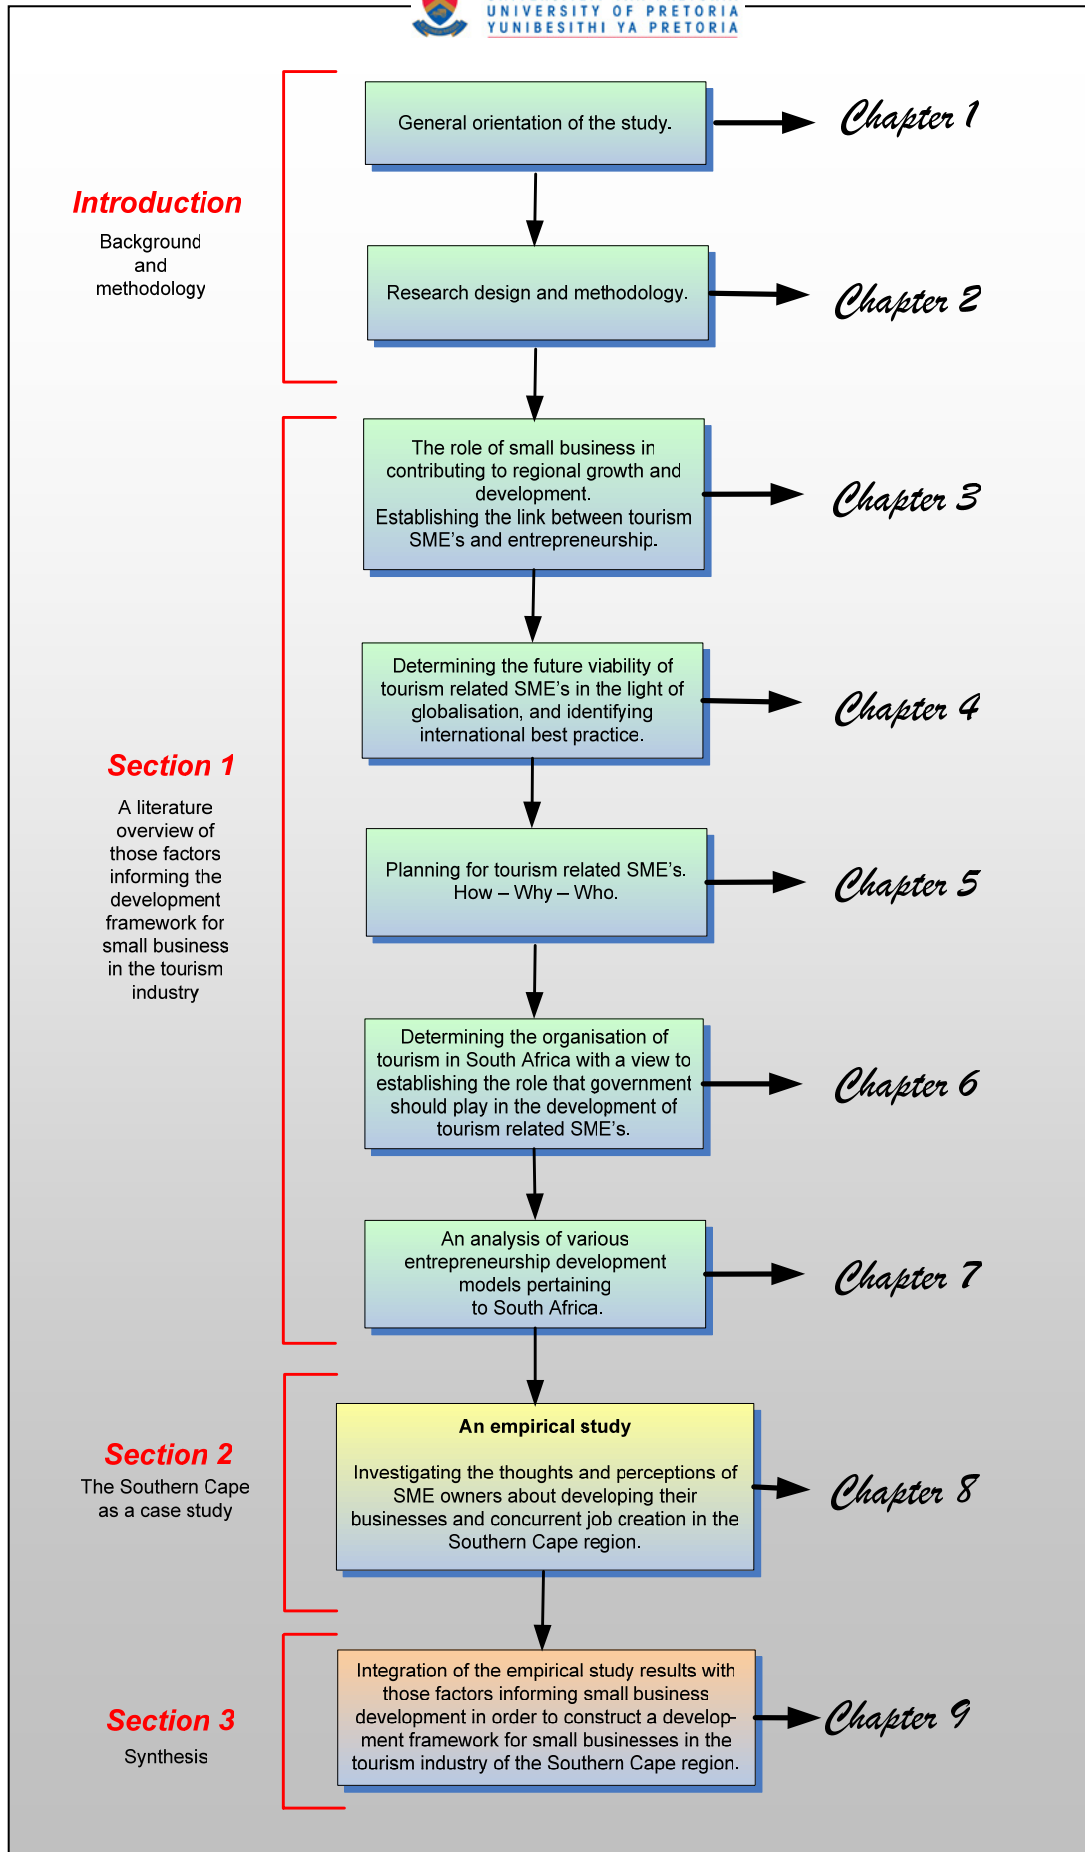 UNIVERSITY OF PRETORIA
YUNIBESITHI YA PRETORIA
General orientation of the study.
Chapter 1
Introduction
Background
and
methodology
Research design and methodology.
Chapter 2
The role of small business in
contributing to regional growth and
development.
Establishing the link between tourism
SME's and entrepreneurship.
Chapter 3
Determining the future viability of
tourism related SME's in the light of
globalisation, and identifying
international best practice.
Chapter 4
Section 1
A literature
overview of
those factors
informing the
development
framework for
small business
in the tourism
industry
Planning for tourism related SME's.
How – Why – Who.
Chapter 5
Determining the organisation of
tourism in South Africa with a view to
establishing the role that government
should play in the development of
tourism related SME's.
Chapter 6
An analysis of various
entrepreneurship development
models pertaining
to South Africa.
Chapter 7
Section 2
The Southern Cape
as a case study
An empirical study
Investigating the thoughts and perceptions of
SME owners about developing their
businesses and concurrent job creation in the
Southern Cape region.
Chapter 8
Section 3
Synthesis
Integration of the empirical study results with
those factors informing small business
development in order to construct a develop-
ment framework for small businesses in the
tourism industry of the Southern Cape region.
Chapter 9